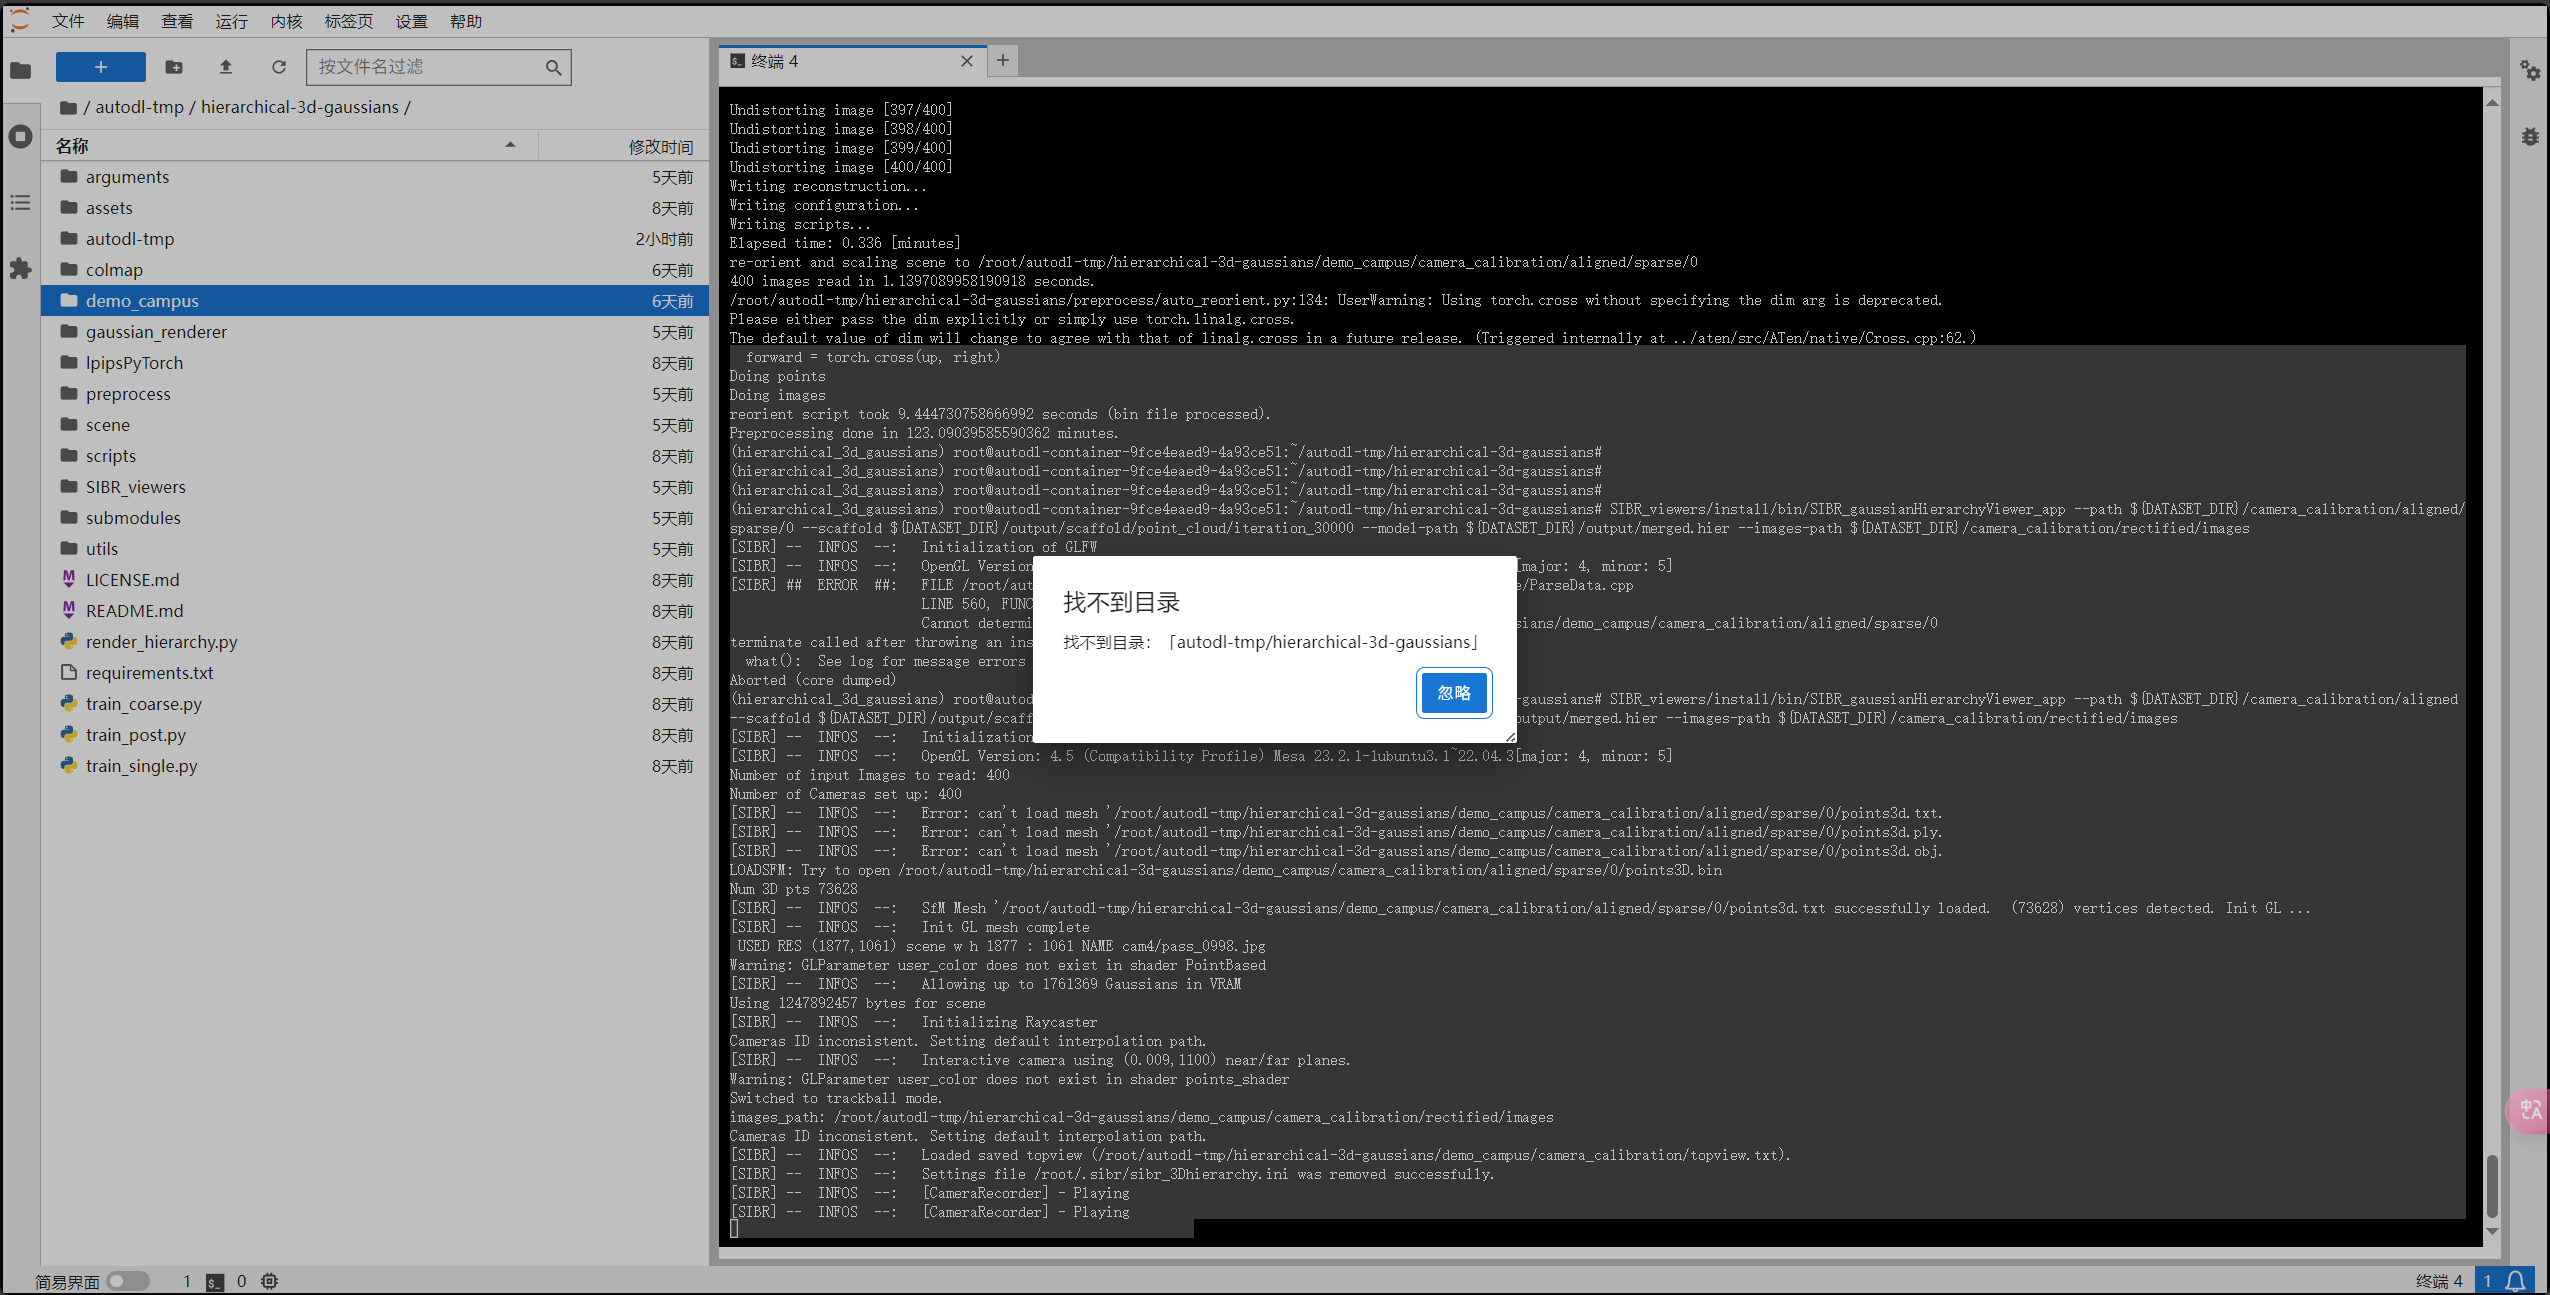 文件 编辑 查看 运行 内核 标签页 设置 帮助
+
按文件名过滤
/ autodl-tmp / hierarchical-3d-gaussians /
名称 修改时间
arguments 5天前
assets 8天前
autodl-tmp 2小时前
colmap 6天前
demo_campus 6天前
gaussian_renderer 5天前
lpipsPyTorch 8天前
preprocess 5天前
scene 5天前
scripts 8天前
SIBR_viewers 5天前
submodules 5天前
utils 5天前
LICENSE.md 8天前
README.md 8天前
render_hierarchy.py 8天前
requirements.txt 8天前
train_coarse.py 8天前
train_post.py 8天前
train_single.py 8天前
终端 4
Undistorting image [397/400]
Undistorting image [398/400]
Undistorting image [399/400]
Undistorting image [400/400]
Writing reconstruction...
Writing configuration...
Writing scripts...
Elapsed time: 0.336 [minutes]
re-orient and scaling scene to /root/autodl-tmp/hierarchical-3d-gaussians/demo_campus/camera_calibration/aligned/sparse/0
400 images read in 1.1397089958190918 seconds.
/root/autodl-tmp/hierarchical-3d-gaussians/preprocess/auto_reorient.py:134: UserWarning: Using torch.cross without specifying the dim arg is deprecated.
Please either pass the dim explicitly or simply use torch.linalg.cross.
The default value of dim will change to agree with that of linalg.cross in a future release. (Triggered internally at ../aten/src/ATen/native/Cross.cpp:62.)
forward = torch.cross(up, right)
Doing points
Doing images
reorient script took 9.444730758666992 seconds (bin file processed).
Preprocessing done in 123.09039585590362 minutes.
(hierarchical_3d_gaussians) root@autodl-container-9fce4eaed9-4a93ce51:~/autodl-tmp/hierarchical-3d-gaussians#
(hierarchical_3d_gaussians) root@autodl-container-9fce4eaed9-4a93ce51:~/autodl-tmp/hierarchical-3d-gaussians#
(hierarchical_3d_gaussians) root@autodl-container-9fce4eaed9-4a93ce51:~/autodl-tmp/hierarchical-3d-gaussians#
(hierarchical_3d_gaussians) root@autodl-container-9fce4eaed9-4a93ce51:~/autodl-tmp/hierarchical-3d-gaussians# SIBR_viewers/install/bin/SIBR_gaussianHierarchyViewer_app --path ${DATASET_DIR}/camera_calibration/aligned/
sparse/0 --scaffold ${DATASET_DIR}/output/scaffold/point_cloud/iteration_30000 --model-path ${DATASET_DIR}/output/merged.hier --images-path ${DATASET_DIR}/camera_calibration/rectified/images
[SIBR] -- INFOS --: Initialization of GLFW
[SIBR] -- INFOS --: OpenGL Version [major: 4, minor: 5]
[SIBR] ## ERROR ##: FILE /root/aut e/ParseData.cpp
LINE 560, FUNC
Cannot determi sians/demo_campus/camera_calibration/aligned/sparse/0
terminate called after throwing an ins
what(): See log for message errors
Aborted (core dumped)
(hierarchical_3d_gaussians) root@autod -gaussians# SIBR_viewers/install/bin/SIBR_gaussianHierarchyViewer_app --path ${DATASET_DIR}/camera_calibration/aligned
--scaffold ${DATASET_DIR}/output/scaff output/merged.hier --images-path ${DATASET_DIR}/camera_calibration/rectified/images
[SIBR] -- INFOS --: Initialization
[SIBR] -- INFOS --: OpenGL Version: 4.5 (Compatibility Profile) Mesa 23.2.1-1ubuntu3.1~22.04.3[major: 4, minor: 5]
Number of input Images to read: 400
Number of Cameras set up: 400
[SIBR] -- INFOS --: Error: can't load mesh '/root/autodl-tmp/hierarchical-3d-gaussians/demo_campus/camera_calibration/aligned/sparse/0/points3d.txt.
[SIBR] -- INFOS --: Error: can't load mesh '/root/autodl-tmp/hierarchical-3d-gaussians/demo_campus/camera_calibration/aligned/sparse/0/points3d.ply.
[SIBR] -- INFOS --: Error: can't load mesh '/root/autodl-tmp/hierarchical-3d-gaussians/demo_campus/camera_calibration/aligned/sparse/0/points3d.obj.
LOADSFM: Try to open /root/autodl-tmp/hierarchical-3d-gaussians/demo_campus/camera_calibration/aligned/sparse/0/points3D.bin
Num 3D pts 73628
[SIBR] -- INFOS --: SfM Mesh '/root/autodl-tmp/hierarchical-3d-gaussians/demo_campus/camera_calibration/aligned/sparse/0/points3d.txt successfully loaded. (73628) vertices detected. Init GL ...
[SIBR] -- INFOS --: Init GL mesh complete
USED RES (1877,1061) scene w h 1877 : 1061 NAME cam4/pass_0998.jpg
Warning: GLParameter user_color does not exist in shader PointBased
[SIBR] -- INFOS --: Allowing up to 1761369 Gaussians in VRAM
Using 1247892457 bytes for scene
[SIBR] -- INFOS --: Initializing Raycaster
Cameras ID inconsistent. Setting default interpolation path.
[SIBR] -- INFOS --: Interactive camera using (0.009,1100) near/far planes.
Warning: GLParameter user_color does not exist in shader points_shader
Switched to trackball mode.
images_path: /root/autodl-tmp/hierarchical-3d-gaussians/demo_campus/camera_calibration/rectified/images
Cameras ID inconsistent. Setting default interpolation path.
[SIBR] -- INFOS --: Loaded saved topview (/root/autodl-tmp/hierarchical-3d-gaussians/demo_campus/camera_calibration/topview.txt).
[SIBR] -- INFOS --: Settings file /root/.sibr/sibr_3Dhierarchy.ini was removed successfully.
[SIBR] -- INFOS --: [CameraRecorder] - Playing
[SIBR] -- INFOS --: [CameraRecorder] - Playing
找不到目录
找不到目录：「autodl-tmp/hierarchical-3d-gaussians」
忽略
简易界面 1 $_ 0 终端 4 1